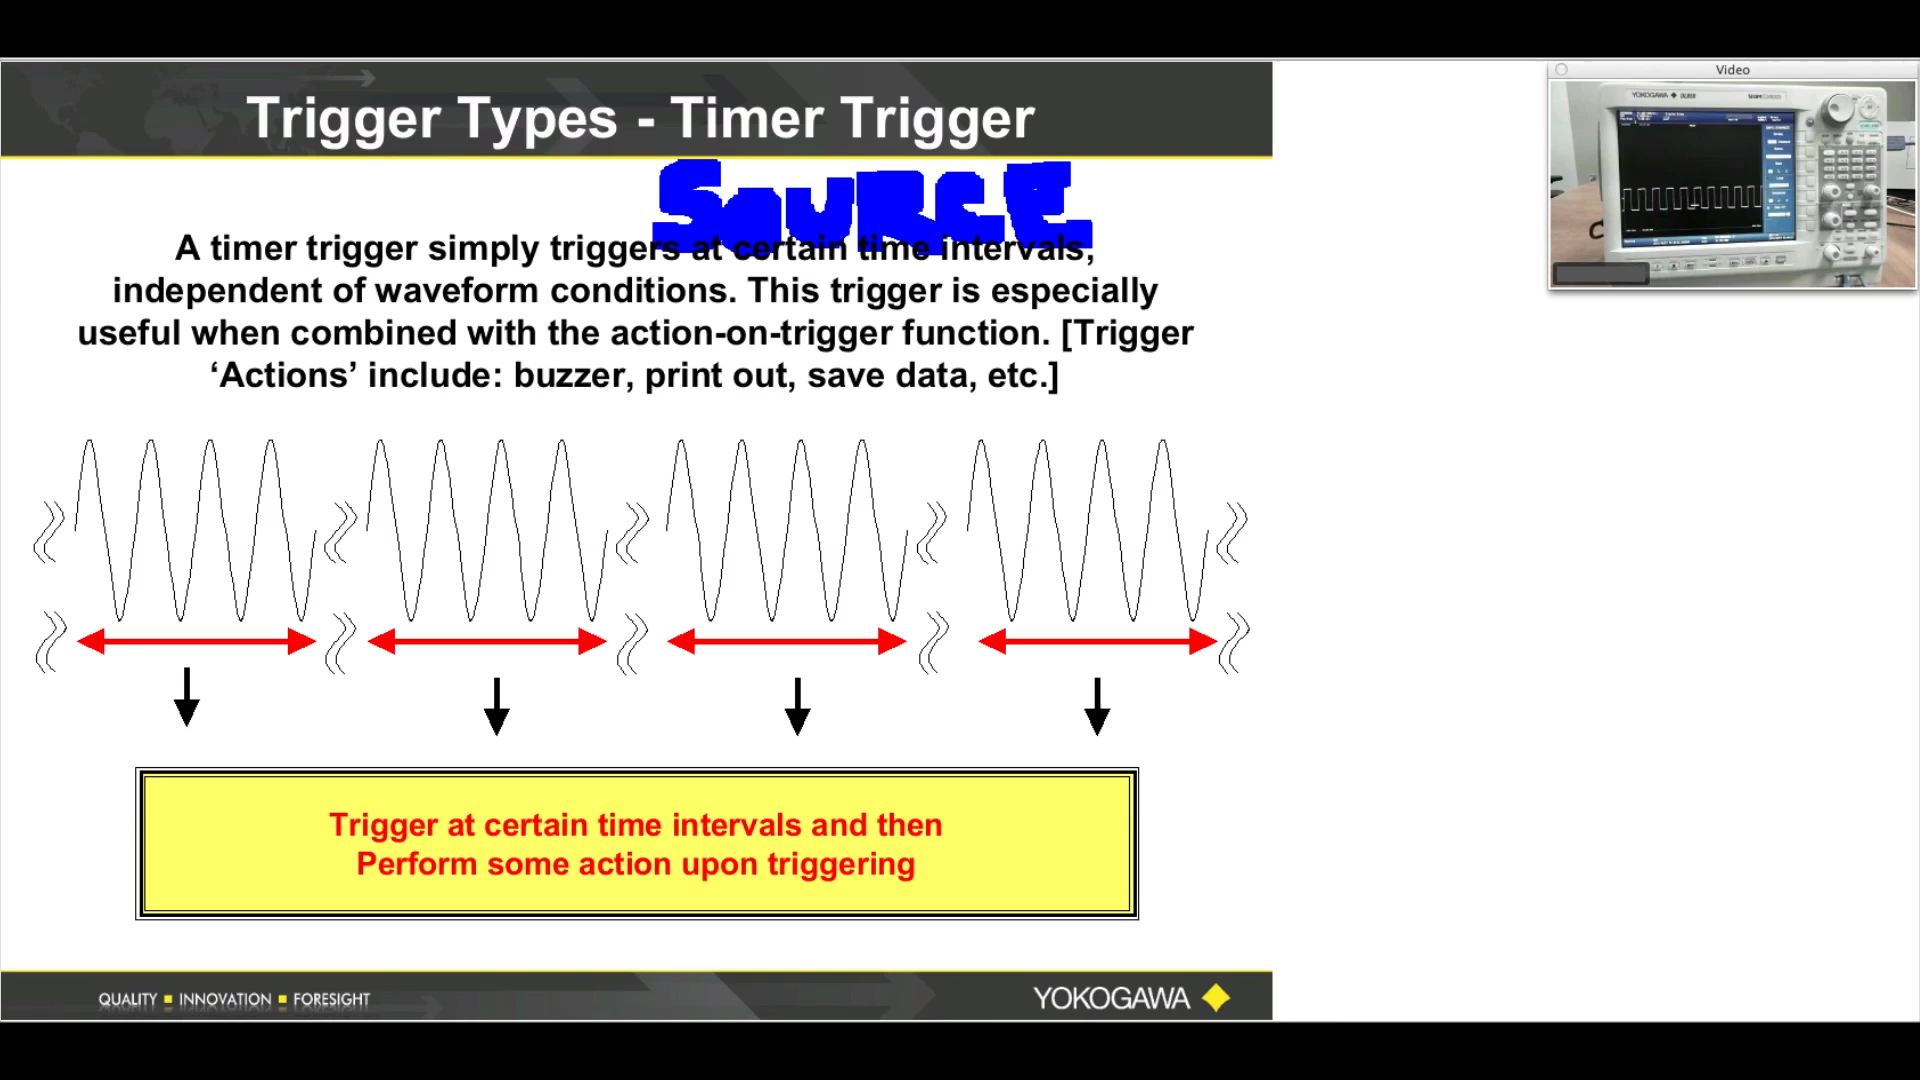 Trigger Types - Timer Trigger
SOURCE
A timer trigger simply triggers at certain time intervals,
independent of waveform conditions. This trigger is especially
useful when combined with the action-on-trigger function. [Trigger
‘Actions’ include: buzzer, print out, save data, etc.]
Trigger at certain time intervals and then
Perform some action upon triggering
QUALITY ■ INNOVATION ■ FORESIGHT
YOKOGAWA
Video
YOKOGAWA